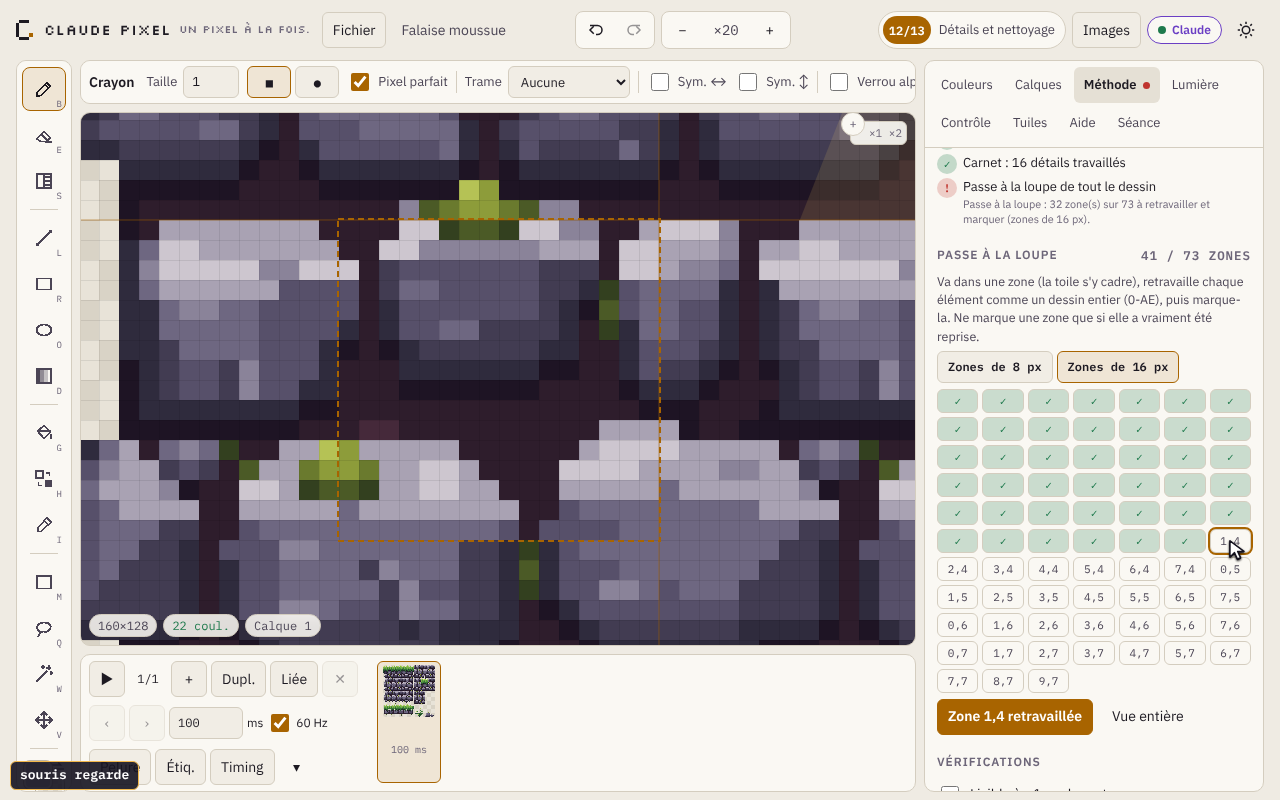 CLAUDE PIXEL UN PIXEL À LA FOIS. Fichier Falaise moussue − ×20 + 12/13 Détails et nettoyage Images Claude
Crayon Taille 1 Pixel parfait Trame Aucune Sym. ↔ Sym. ↕ Verrou alp
B
E
S
L
R
O
D
G
H
I
M
Q
W
V
+ ×1 ×2
160×128 22 coul. Calque 1
1/1 + Dupl. Liée ×
100 ms 60 Hz
Étiq. Timing
100 ms
souris regarde
Couleurs Calques Méthode Lumière
Contrôle Tuiles Aide Séance
✓ Carnet : 16 détails travaillés
! Passe à la loupe de tout le dessin
Passe à la loupe : 32 zone(s) sur 73 à retravailler et
marquer (zones de 16 px).
PASSE À LA LOUPE 41 / 73 ZONES
Va dans une zone (la toile s'y cadre), retravaille chaque
élément comme un dessin entier (0-AE), puis marque-
la. Ne marque une zone que si elle a vraiment été
reprise.
Zones de 8 px Zones de 16 px
✓ ✓ ✓ ✓ ✓ ✓ ✓
✓ ✓ ✓ ✓ ✓ ✓ ✓
✓ ✓ ✓ ✓ ✓ ✓ ✓
✓ ✓ ✓ ✓ ✓ ✓ ✓
✓ ✓ ✓ ✓ ✓ ✓ ✓
✓ ✓ ✓ ✓ ✓ ✓ 1,4
2,4 3,4 4,4 5,4 6,4 7,4 0,5
1,5 2,5 3,5 4,5 5,5 6,5 7,5
0,6 1,6 2,6 3,6 4,6 5,6 7,6
0,7 1,7 2,7 3,7 4,7 5,7 6,7
7,7 8,7 9,7
Zone 1,4 retravaillée Vue entière
VÉRIFICATIONS